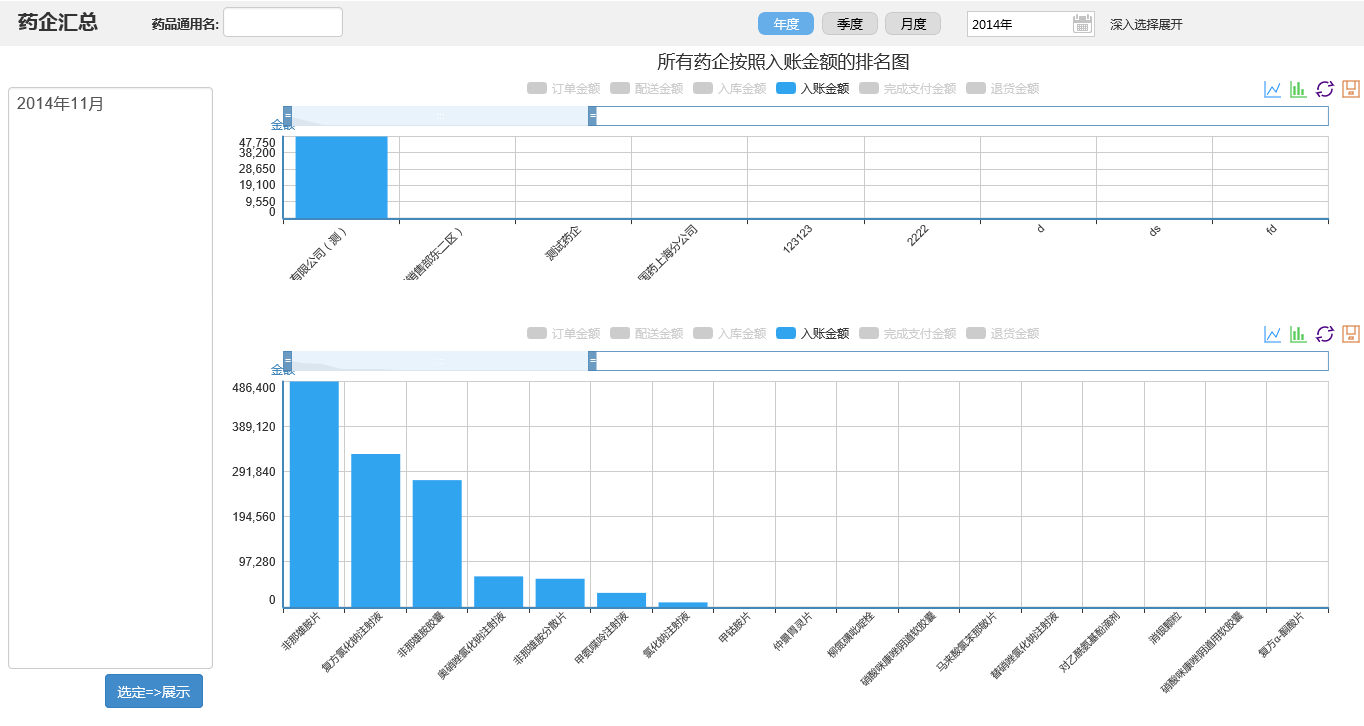 药企汇总
药品通用名:
年度
季度
月度
2014年
深入选择展开
所有药企按照入账金额的排名图
2014年11月
订单金额 配送金额 入库金额 入账金额 完成支付金额 退货金额
金额
47,750
38,200
28,650
19,100
9,550
0
有限公司(测)
销售部东二区)
测试药企
国药上海分公司
123123
2222
d
ds
fd
订单金额 配送金额 入库金额 入账金额 完成支付金额 退货金额
金额
486,400
389,120
291,840
194,560
97,280
0
非那雄胺片
复方氯化钠注射液
非那雄胺胶囊
奥硝唑氯化钠注射液
非那雄胺分散片
甲氨喋呤注射液
氯化钠注射液
甲钴胺片
仲景胃灵片
柳氮磺吡啶栓
硝酸咪康唑阴道软胶囊
马来酸氯苯那敏片
替硝唑氯化钠注射液
对乙酰氨基酚滴剂
消银颗粒
硝酸咪康唑阴道用软胶囊
复方α-酮酸片
选定=>展示